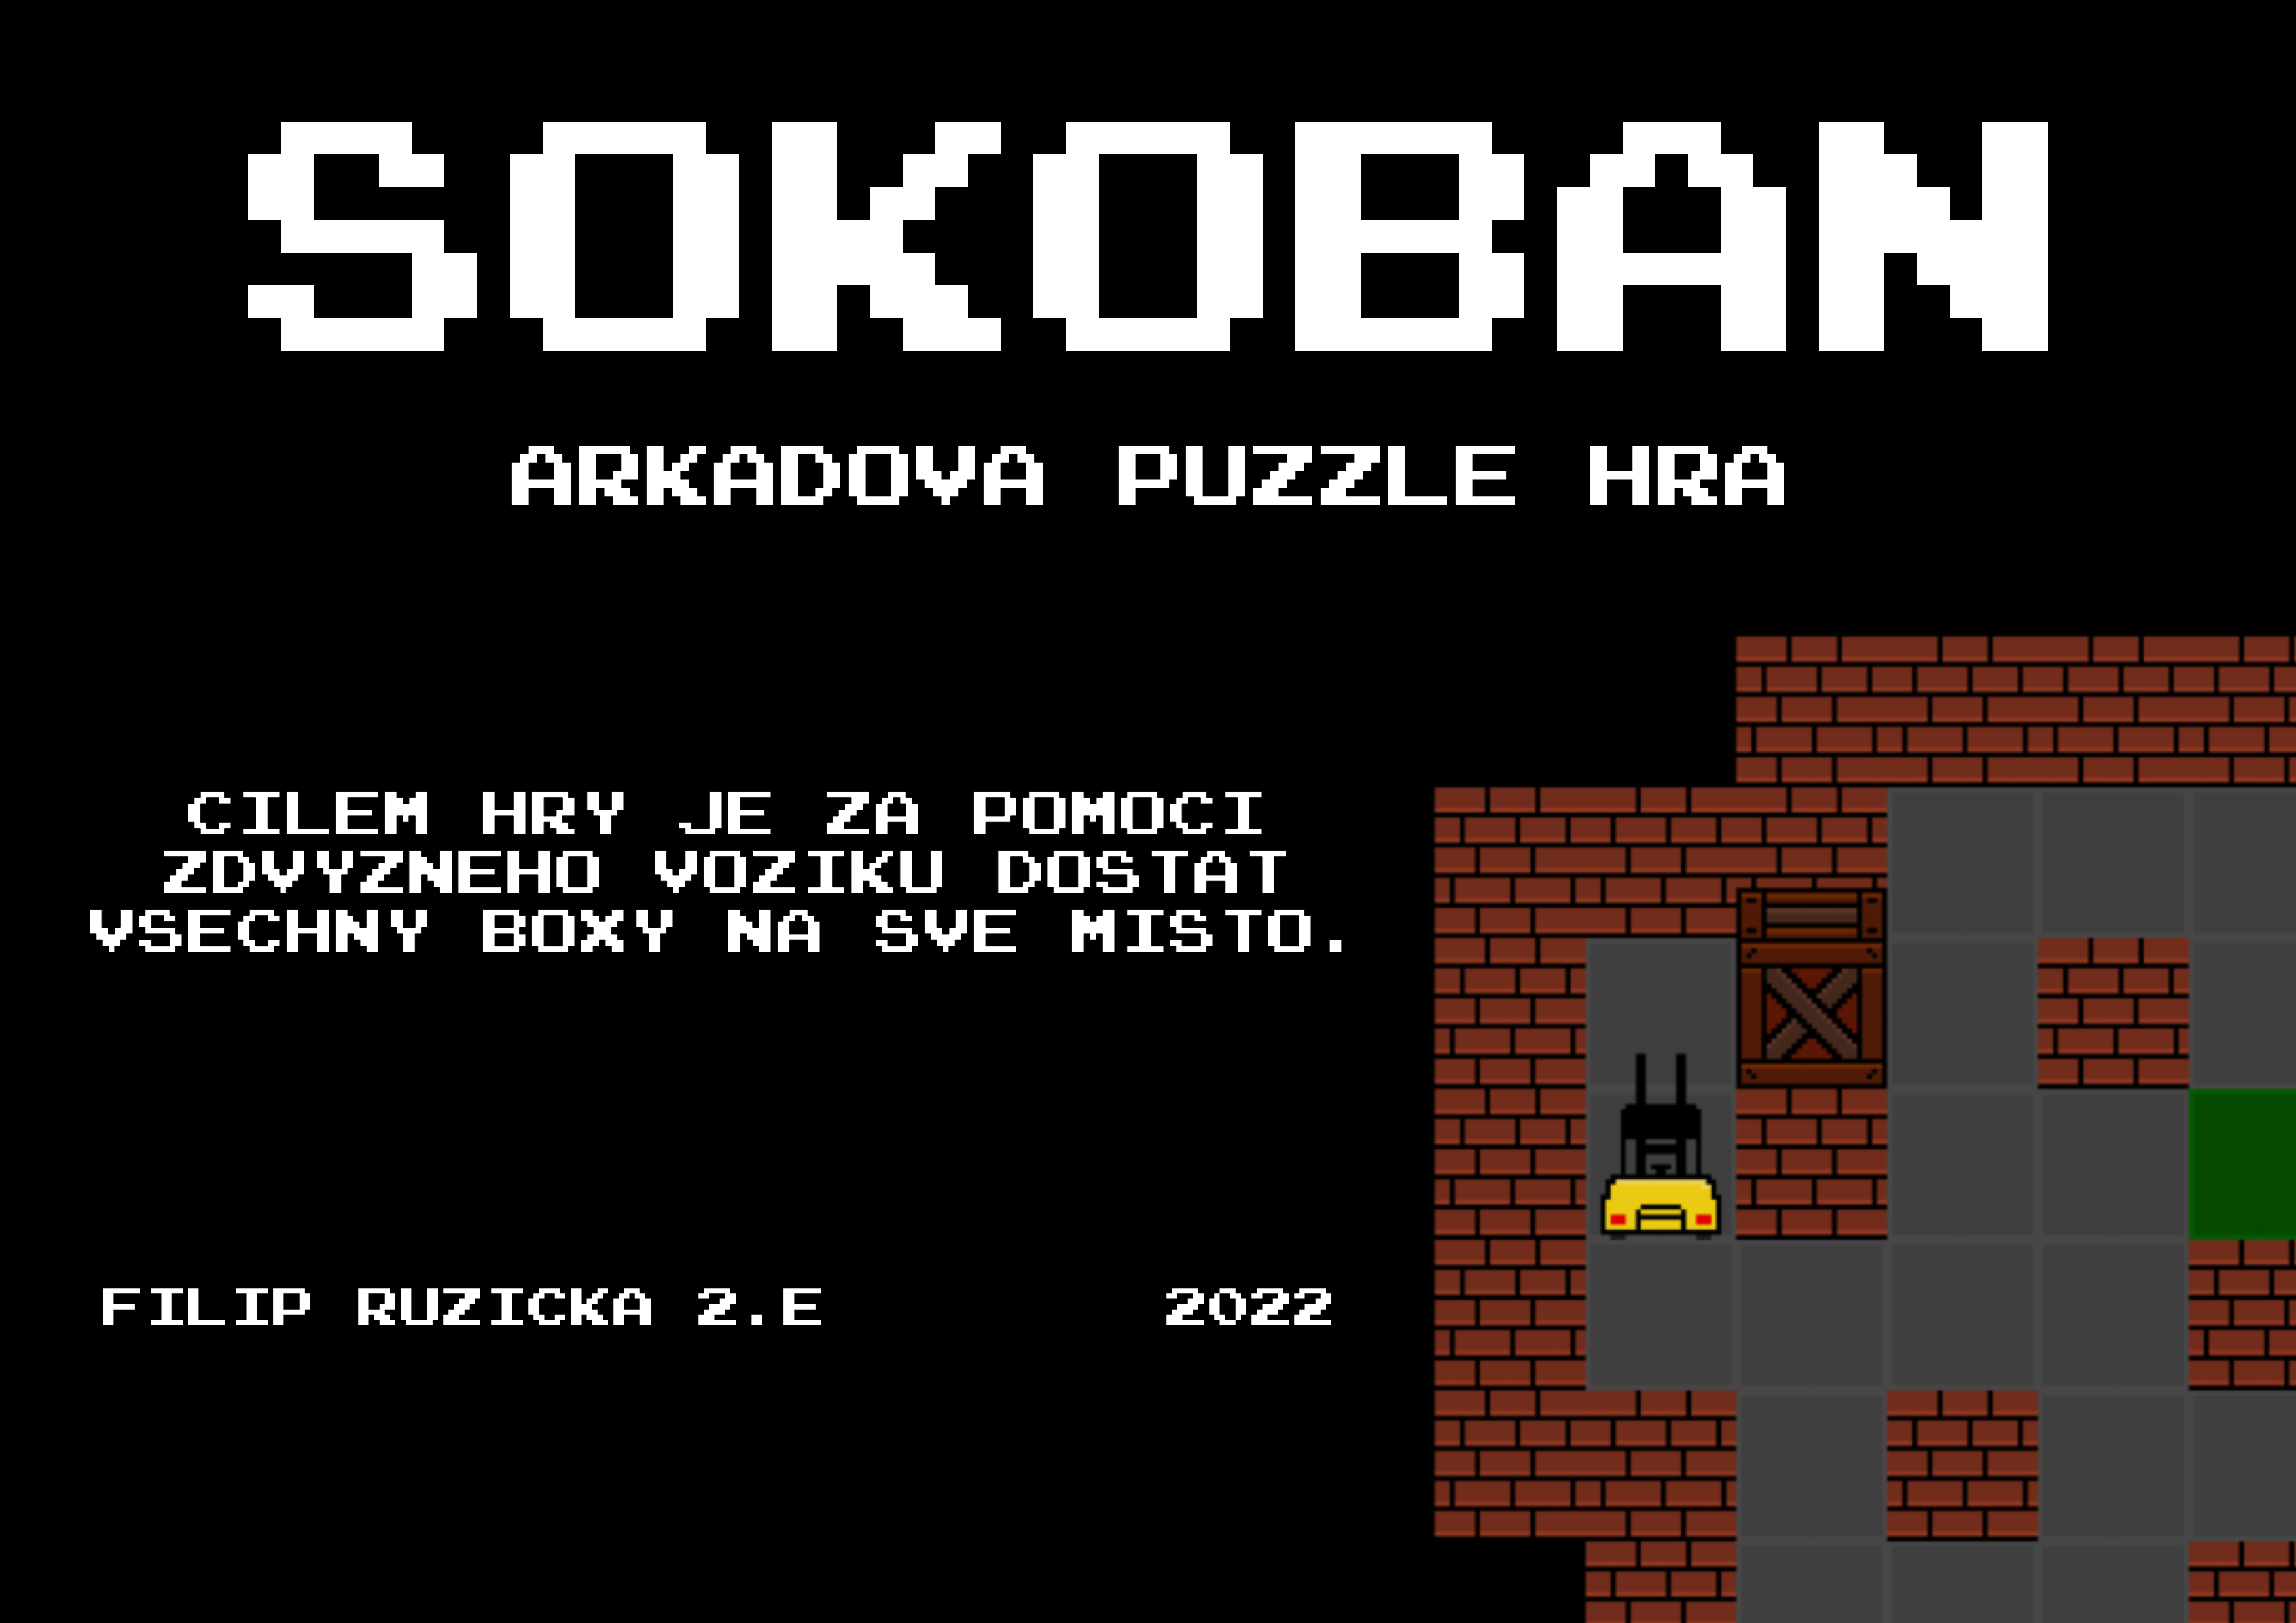 SOKOBAN
ARKADOVA PUZZLE HRA
CILEM HRY JE ZA POMOCI
ZDVYZNEHO VOZIKU DOSTAT
VSECHNY BOXY NA SVE MISTO.
FILIP RUZICKA 2.E 2022